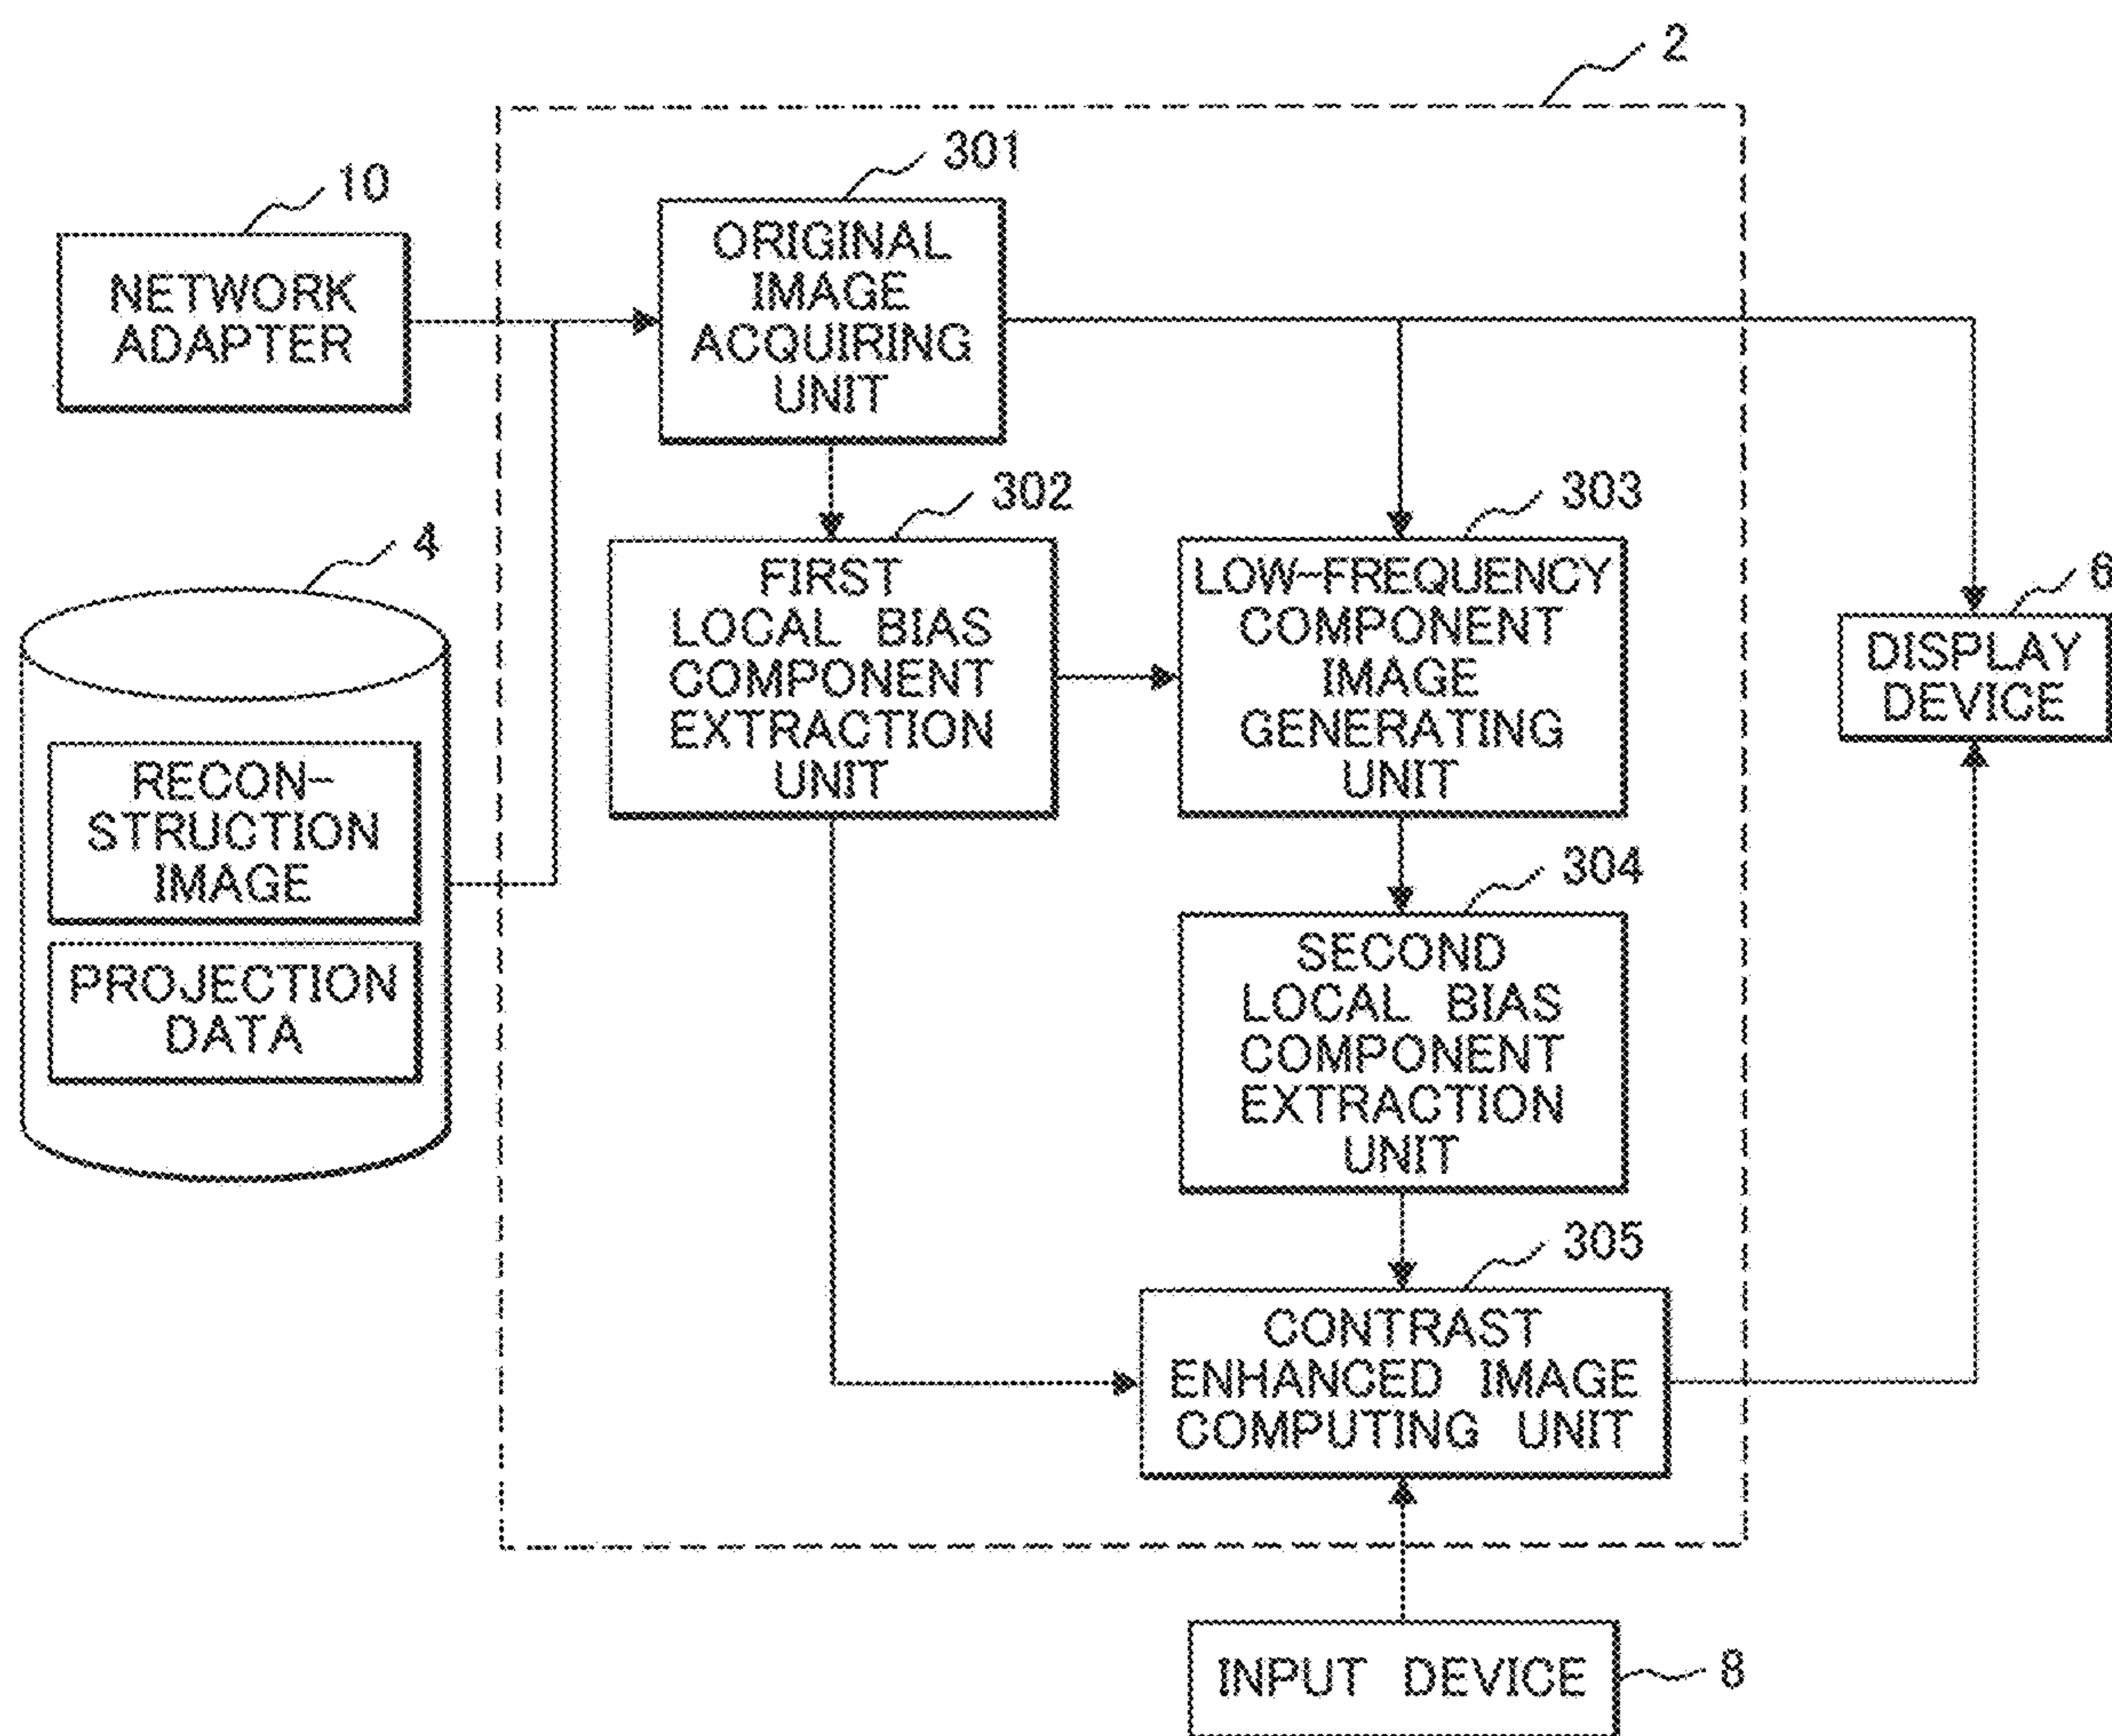 2
301
10
ORIGINAL
IMAGE
ACQUIRING
UNIT
NETWORK
ADAPTER
302
303
4
FIRST
LOCAL BIAS
COMPONENT
EXTRACTION
UNIT
LOW-FREQUENCY
COMPONENT
IMAGE
GENERATING
UNIT
6
DISPLAY
DEVICE
RECON-
STRUCTION
IMAGE
PROJECTION
DATA
304
SECOND
LOCAL BIAS
COMPONENT
EXTRACTION
UNIT
305
CONTRAST
ENHANCED IMAGE
COMPUTING UNIT
INPUT DEVICE
8